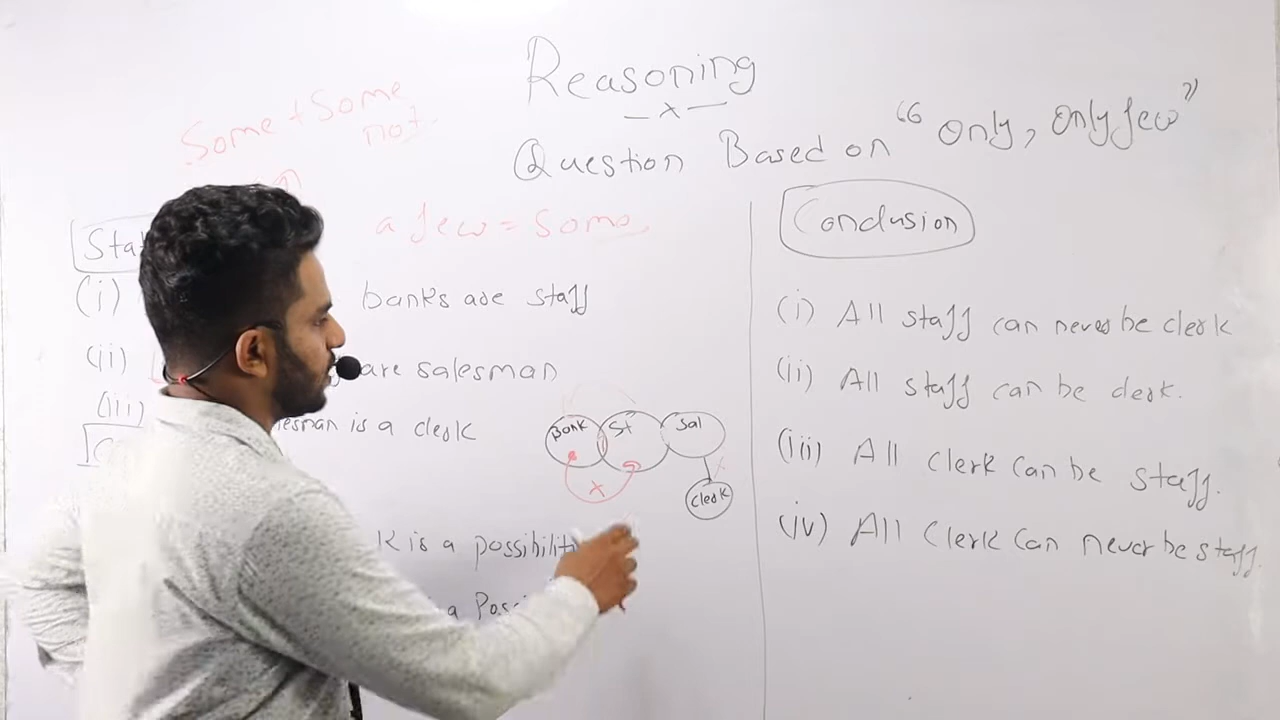 Reasoning
Question Based on "Only, Only few"
Some + Some
not.
a few = Some
(i) banks are staff
(ii) are salesman
(iii) is a clerk
Bank St Sal
Clerk
is a possibility
a
Conclusion
(i) All staff can never be clerk
(ii) All staff can be clerk.
(iii) All clerk can be staff.
(iv) All Clerk can never be staff.